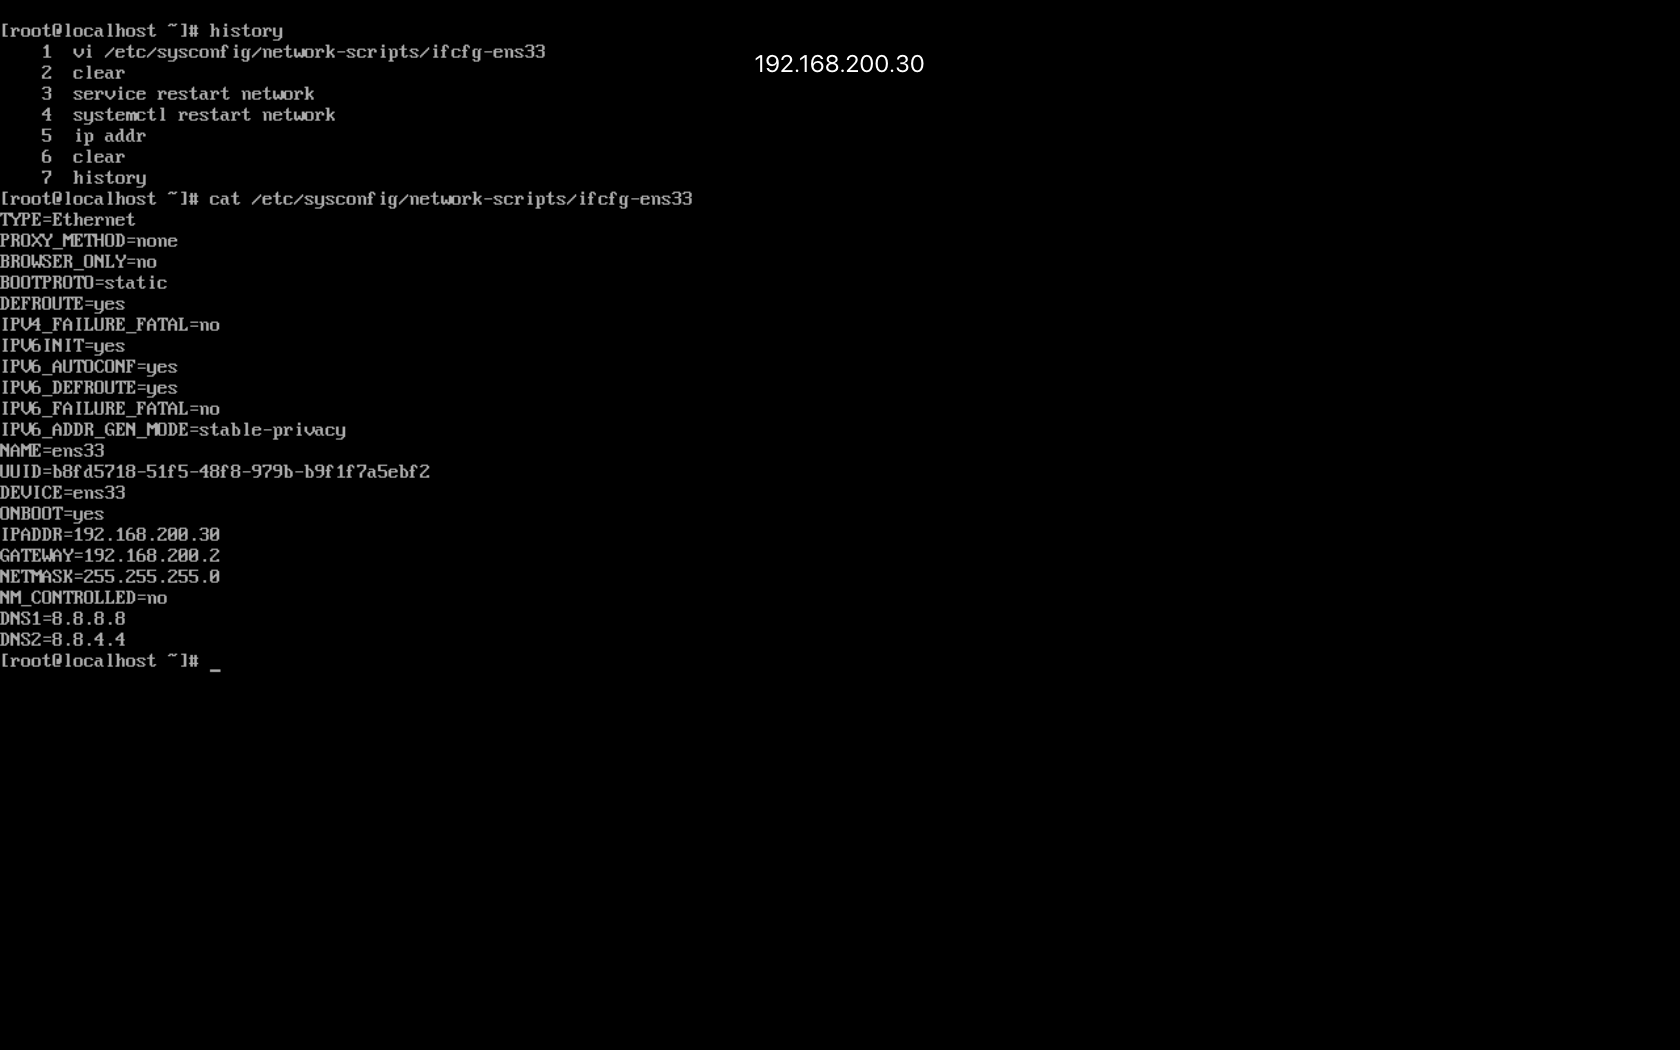 [root@localhost ~]# history
    1  vi /etc/sysconfig/network-scripts/ifcfg-ens33
192.168.200.30
    2  clear
    3  service restart network
    4  systemctl restart network
    5  ip addr
    6  clear
    7  history
[root@localhost ~]# cat /etc/sysconfig/network-scripts/ifcfg-ens33
TYPE=Ethernet
PROXY_METHOD=none
BROWSER_ONLY=no
BOOTPROTO=static
DEFROUTE=yes
IPV4_FAILURE_FATAL=no
IPV6INIT=yes
IPV6_AUTOCONF=yes
IPV6_DEFROUTE=yes
IPV6_FAILURE_FATAL=no
IPV6_ADDR_GEN_MODE=stable-privacy
NAME=ens33
UUID=b8fd5718-51f5-48f8-979b-b9f1f7a5ebf2
DEVICE=ens33
ONBOOT=yes
IPADDR=192.168.200.30
GATEWAY=192.168.200.2
NETMASK=255.255.255.0
NM_CONTROLLED=no
DNS1=8.8.8.8
DNS2=8.8.4.4
[root@localhost ~]# _